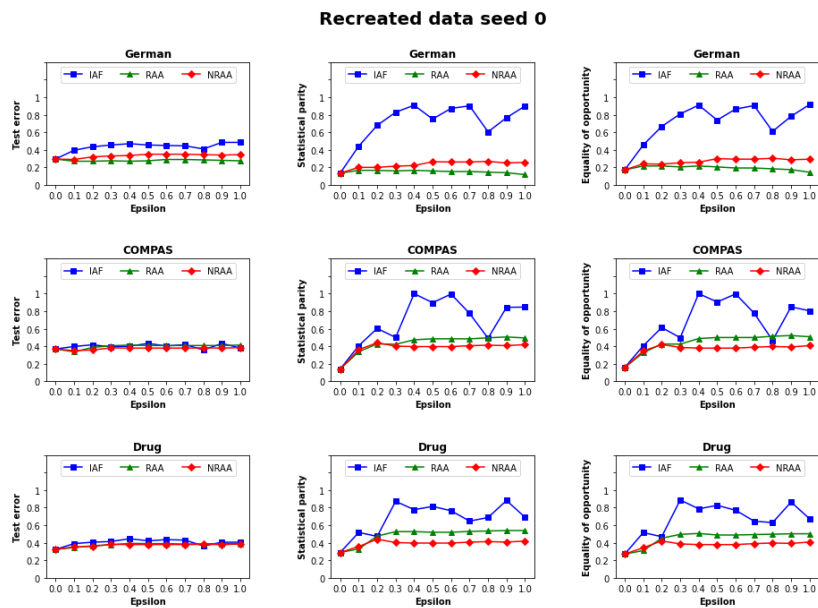 Recreated data seed 0
German
German
German
IAF RAA NRAA
IAF RAA NRAA
IAF RAA NRAA
Test error
Statistical parity
Equality of opportunity
1
0.8
0.6
0.4
0.2
0
1
0.8
0.6
0.4
0.2
0
1
0.8
0.6
0.4
0.2
0
0.0 0.1 0.2 0.3 0.4 0.5 0.6 0.7 0.8 0.9 1.0
0.0 0.1 0.2 0.3 0.4 0.5 0.6 0.7 0.8 0.9 1.0
0.0 0.1 0.2 0.3 0.4 0.5 0.6 0.7 0.8 0.9 1.0
Epsilon
Epsilon
Epsilon
COMPAS
COMPAS
COMPAS
IAF RAA NRAA
IAF RAA NRAA
IAF RAA NRAA
Test error
Statistical parity
Equality of opportunity
1
0.8
0.6
0.4
0.2
0
1
0.8
0.6
0.4
0.2
0
1
0.8
0.6
0.4
0.2
0
0.0 0.1 0.2 0.3 0.4 0.5 0.6 0.7 0.8 0.9 1.0
0.0 0.1 0.2 0.3 0.4 0.5 0.6 0.7 0.8 0.9 1.0
0.0 0.1 0.2 0.3 0.4 0.5 0.6 0.7 0.8 0.9 1.0
Epsilon
Epsilon
Epsilon
Drug
Drug
Drug
IAF RAA NRAA
IAF RAA NRAA
IAF RAA NRAA
Test error
Statistical parity
Equality of opportunity
1
0.8
0.6
0.4
0.2
0
1
0.8
0.6
0.4
0.2
0
1
0.8
0.6
0.4
0.2
0
0.0 0.1 0.2 0.3 0.4 0.5 0.6 0.7 0.8 0.9 1.0
0.0 0.1 0.2 0.3 0.4 0.5 0.6 0.7 0.8 0.9 1.0
0.0 0.1 0.2 0.3 0.4 0.5 0.6 0.7 0.8 0.9 1.0
Epsilon
Epsilon
Epsilon